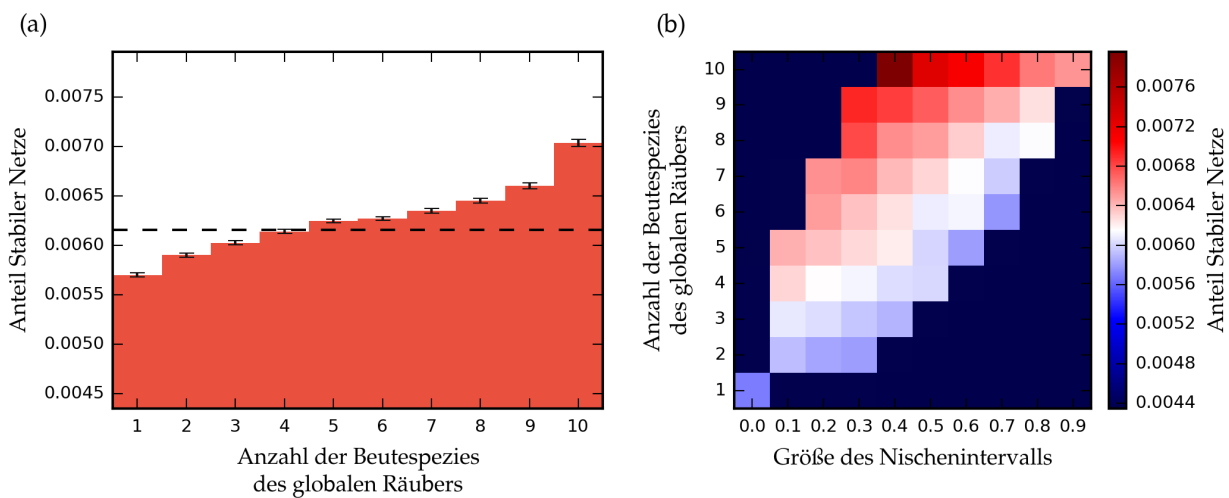 (a)
Anteil Stabiler Netze
0.0075
0.0070
0.0065
0.0060
0.0055
0.0050
0.0045
1 2 3 4 5 6 7 8 9 10
Anzahl der Beutespezies
des globalen Räubers
(b)
Anzahl der Beutespezies
des globalen Räubers
10
9
8
7
6
5
4
3
2
1
0.0 0.1 0.2 0.3 0.4 0.5 0.6 0.7 0.8 0.9
Größe des Nischenintervalls
0.0076
0.0072
0.0068
0.0064
0.0060
0.0056
0.0052
0.0048
0.0044
Anteil Stabiler Netze